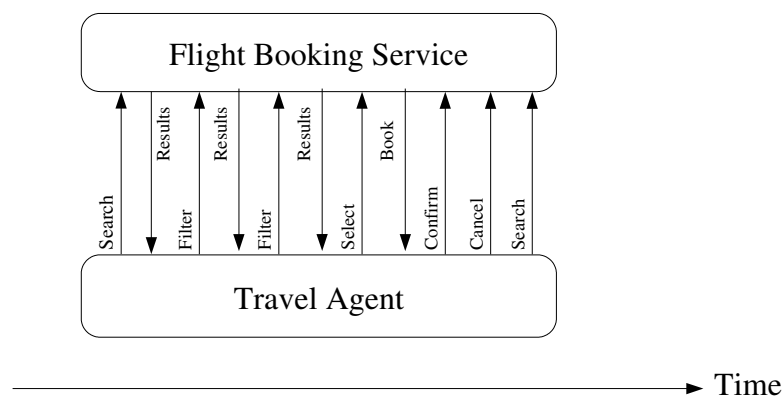 Flight Booking Service
Search
Results
Filter
Results
Filter
Results
Select
Book
Confirm
Cancel
Search
Travel Agent
Time